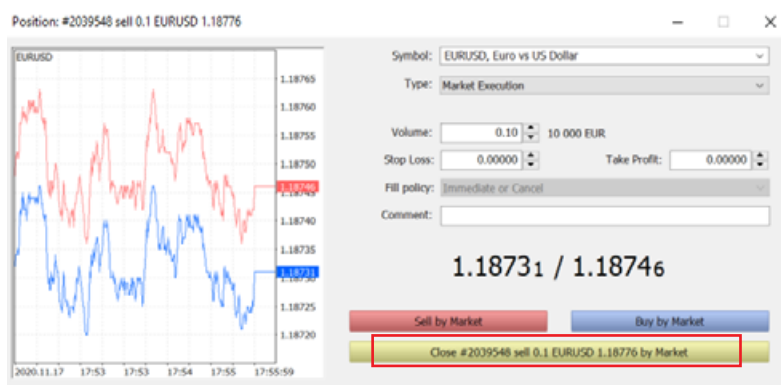 Position: #2039548 sell 0.1 EURUSD 1.18776
EURUSD
1.18765
1.18760
1.18755
1.18750
1.18746
1.18745
1.18740
1.18735
1.18731
1.18730
1.18725
1.18720
2020.11.17 17:53 17:53 17:54 17:55 17:55:59
Symbol: EURUSD, Euro vs US Dollar
Type: Market Execution
Volume: 0.10 10 000 EUR
Stop Loss: 0.00000 Take Profit: 0.00000
Fill policy: Immediate or Cancel
Comment:
1.18731 / 1.18746
Sell by Market Buy by Market
Close #2039548 sell 0.1 EURUSD 1.18776 by Market